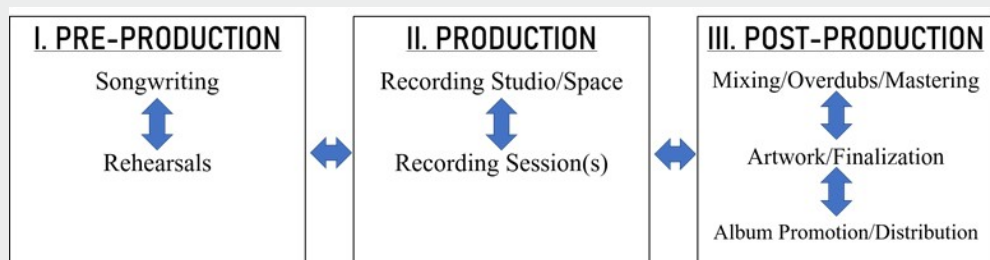 I. PRE-PRODUCTION
Songwriting
Rehearsals
II. PRODUCTION
Recording Studio/Space
Recording Session(s)
III. POST-PRODUCTION
Mixing/Overdubs/Mastering
Artwork/Finalization
Album Promotion/Distribution